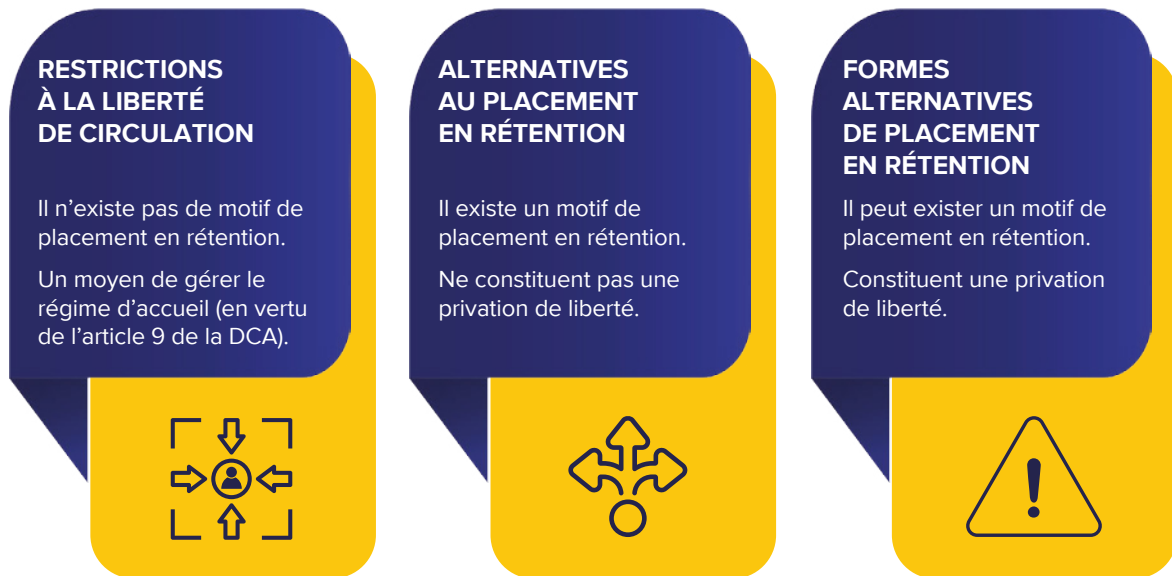 RESTRICTIONS
À LA LIBERTÉ
DE CIRCULATION
Il n’existe pas de motif de
placement en rétention.
Un moyen de gérer le
régime d’accueil (en vertu
de l’article 9 de la DCA).
ALTERNATIVES
AU PLACEMENT
EN RÉTENTION
Il existe un motif de
placement en rétention.
Ne constituent pas une
privation de liberté.
FORMES
ALTERNATIVES
DE PLACEMENT
EN RÉTENTION
Il peut exister un motif de
placement en rétention.
Constituent une privation
de liberté.